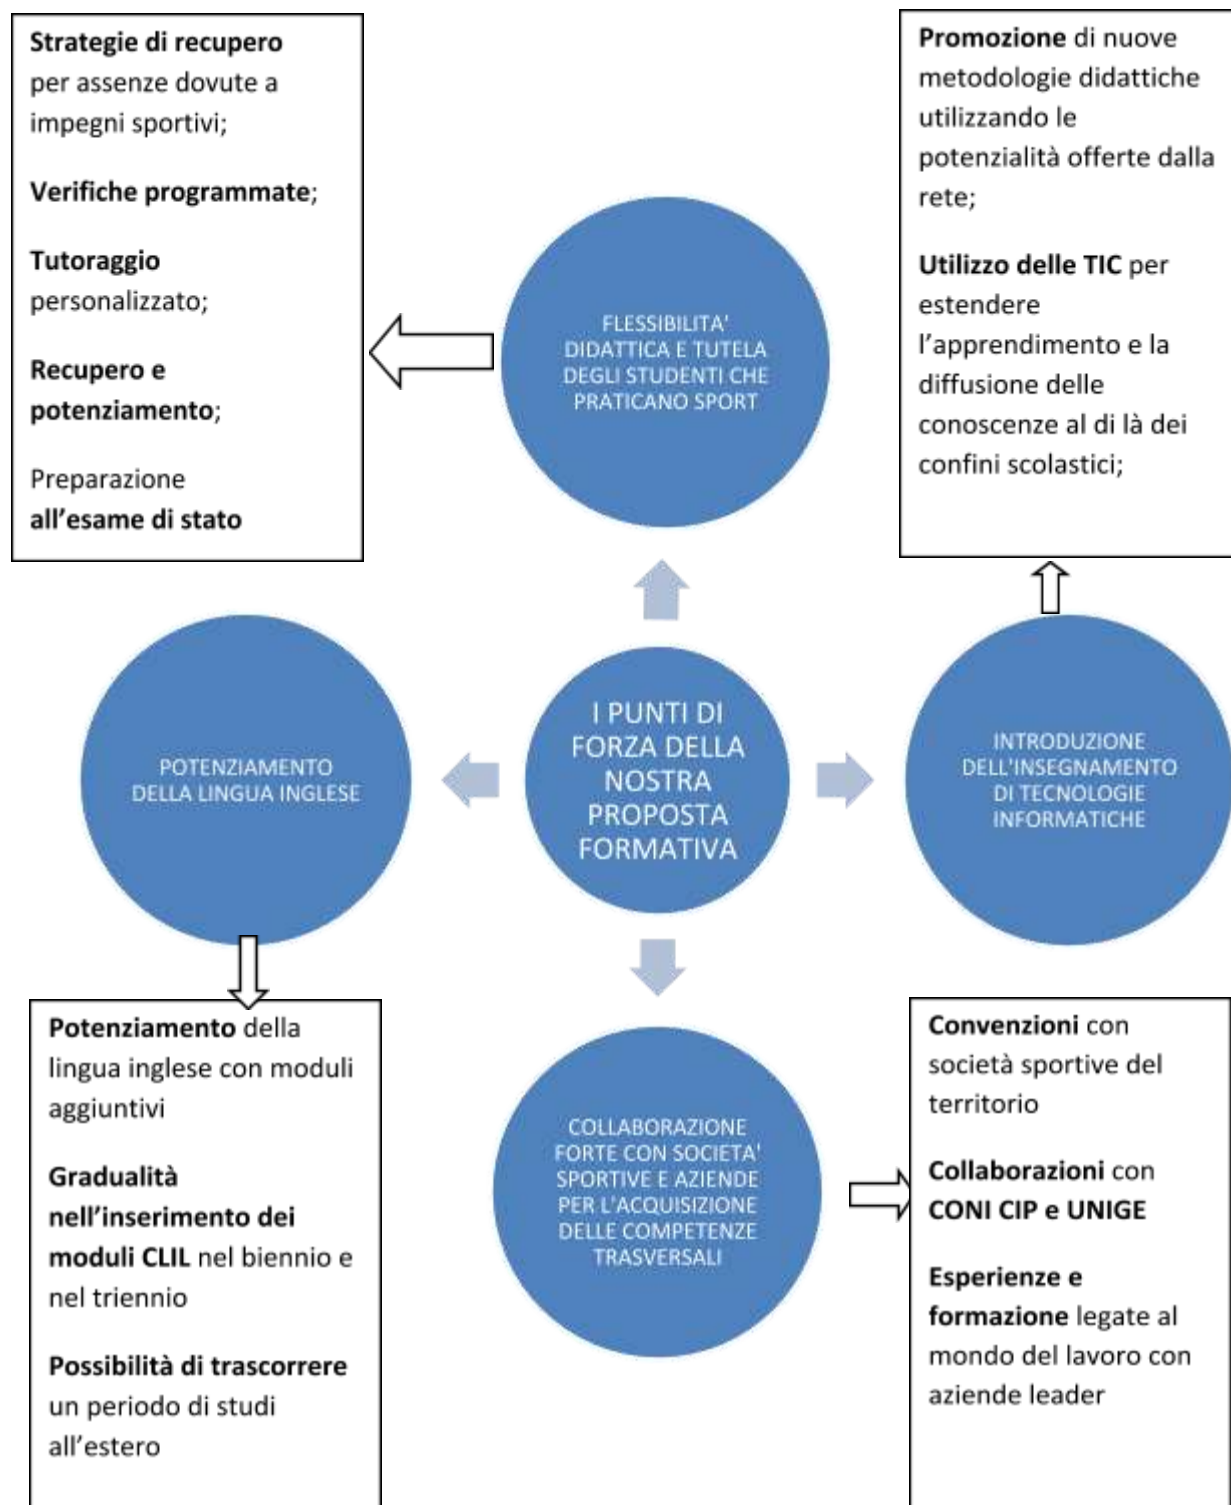 Strategie di recupero
per assenze dovute a
impegni sportivi;
Verifiche programmate;
Tutoraggio
personalizzato;
Recupero e
potenziamento;
Preparazione
all’esame di stato
FLESSIBILITA'
DIDATTICA E TUTELA
DEGLI STUDENTI CHE
PRATICANO SPORT
Promozione di nuove
metodologie didattiche
utilizzando le
potenzialità offerte dalla
rete;
Utilizzo delle TIC per
estendere
l’apprendimento e la
diffusione delle
conoscenze al di là dei
confini scolastici;
POTENZIAMENTO
DELLA LINGUA INGLESE
I PUNTI DI
FORZA DELLA
NOSTRA
PROPOSTA
FORMATIVA
INTRODUZIONE
DELL'INSEGNAMENTO
DI TECNOLOGIE
INFORMATICHE
Potenziamento della
lingua inglese con moduli
aggiuntivi
Gradualità
nell’inserimento dei
moduli CLIL nel biennio e
nel triennio
Possibilità di trascorrere
un periodo di studi
all’estero
COLLABORAZIONE
FORTE CON SOCIETA'
SPORTIVE E AZIENDE
PER L'ACQUISIZIONE
DELLE COMPETENZE
TRASVERSALI
Convenzioni con
società sportive del
territorio
Collaborazioni con
CONI CIP e UNIGE
Esperienze e
formazione legate al
mondo del lavoro con
aziende leader